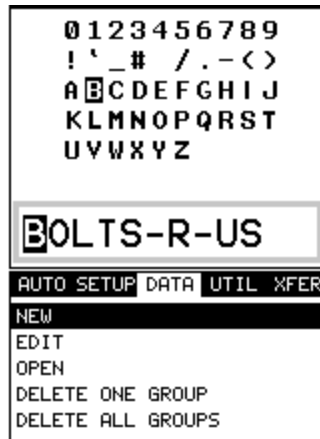 0123456789
!`_# /.-<>
ABCDEFGHIJ
KLMNOPQRST
UVWXYZ
BOLTS-R-US
AUTO SETUP DATA UTIL XFER
NEW
EDIT
OPEN
DELETE ONE GROUP
DELETE ALL GROUPS